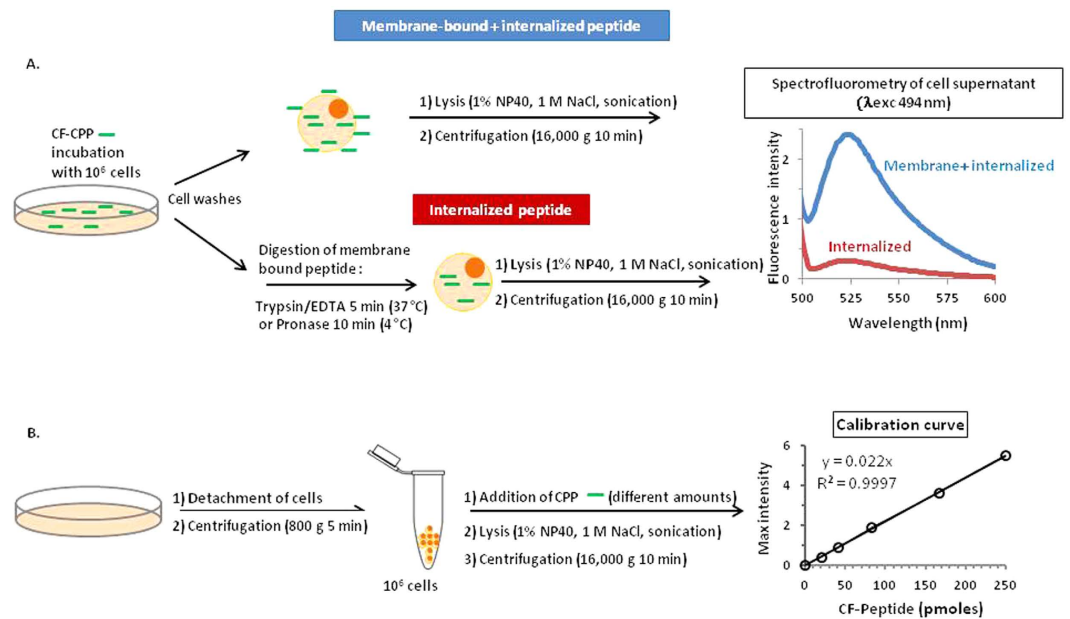 Membrane-bound + internalized peptide
A.
CF-CPP
incubation
with 10⁶ cells
Cell washes
1) Lysis (1% NP40, 1 M NaCl, sonication)
2) Centrifugation (16,000 g 10 min)
Internalized peptide
Digestion of membrane
bound peptide :
Trypsin/EDTA 5 min (37°C)
or Pronase 10 min (4°C)
1) Lysis (1% NP40, 1 M NaCl, sonication)
2) Centrifugation (16,000 g 10 min)
Spectrofluorometry of cell supernatant
(λexc 494 nm)
Fluorescence intensity
2
1
0
Membrane+ internalized
Internalized
500 525 550 575 600
Wavelength (nm)
B.
1) Detachment of cells
2) Centrifugation (800 g 5 min)
10⁶ cells
1) Addition of CPP (different amounts)
2) Lysis (1% NP40, 1 M NaCl, sonication)
3) Centrifugation (16,000 g 10 min)
Calibration curve
Max intensity
6
4
2
0
y = 0.022x
R² = 0.9997
0 50 100 150 200 250
CF-Peptide (pmoles)